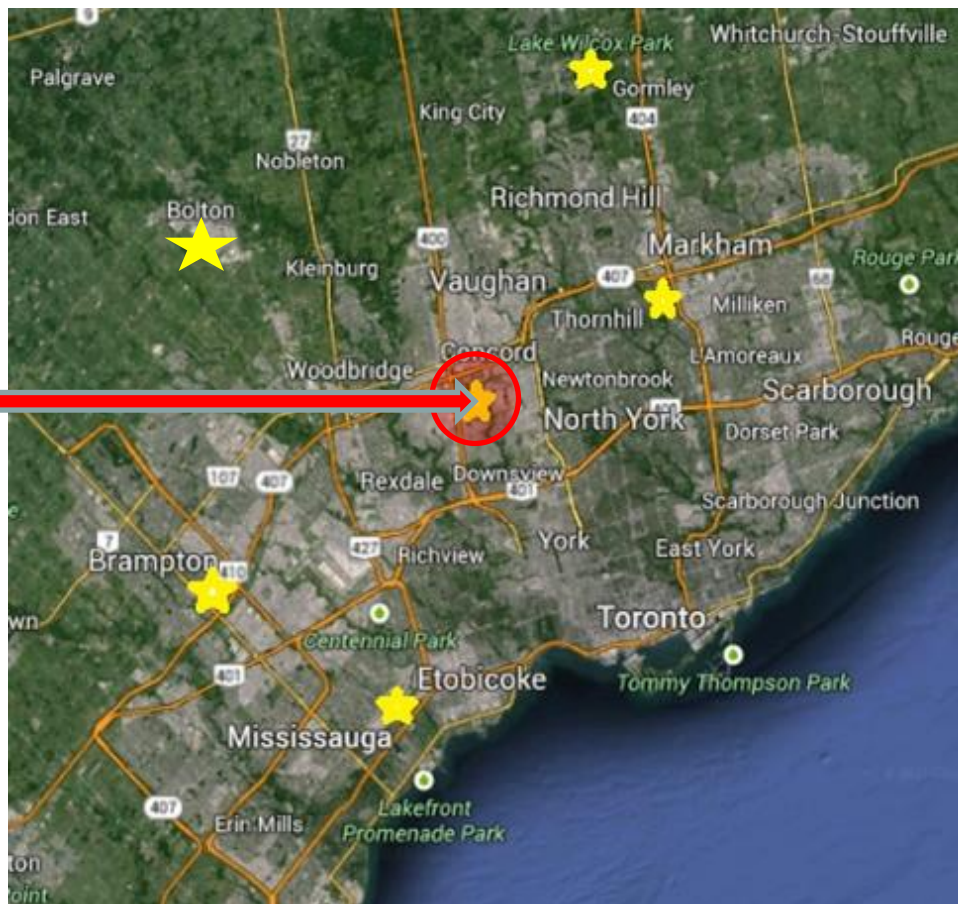 9
Lake Wilcox Park
Whitchurch-Stouffville
Palgrave
Gormley
King City
404
27
Nobleton
Richmond Hill
Bolton
don East
400
Markham
Kleinburg
407
Rouge Park
Vaughan
68
Milliken
Thornhill
Rouge
Concord
L'Amoreaux
Woodbridge
Newtonbrook
Scarborough
North York
Dorset Park
Rexdale
Downsview
107
407
401
Scarborough Junction
7
427
York
Richview
East York
Brampton
410
wn
Toronto
Centennial Park
401
Etobicoke
Tommy Thompson Park
Mississauga
407
Lakefront
Promenade Park
Erin Mills
ton
oint